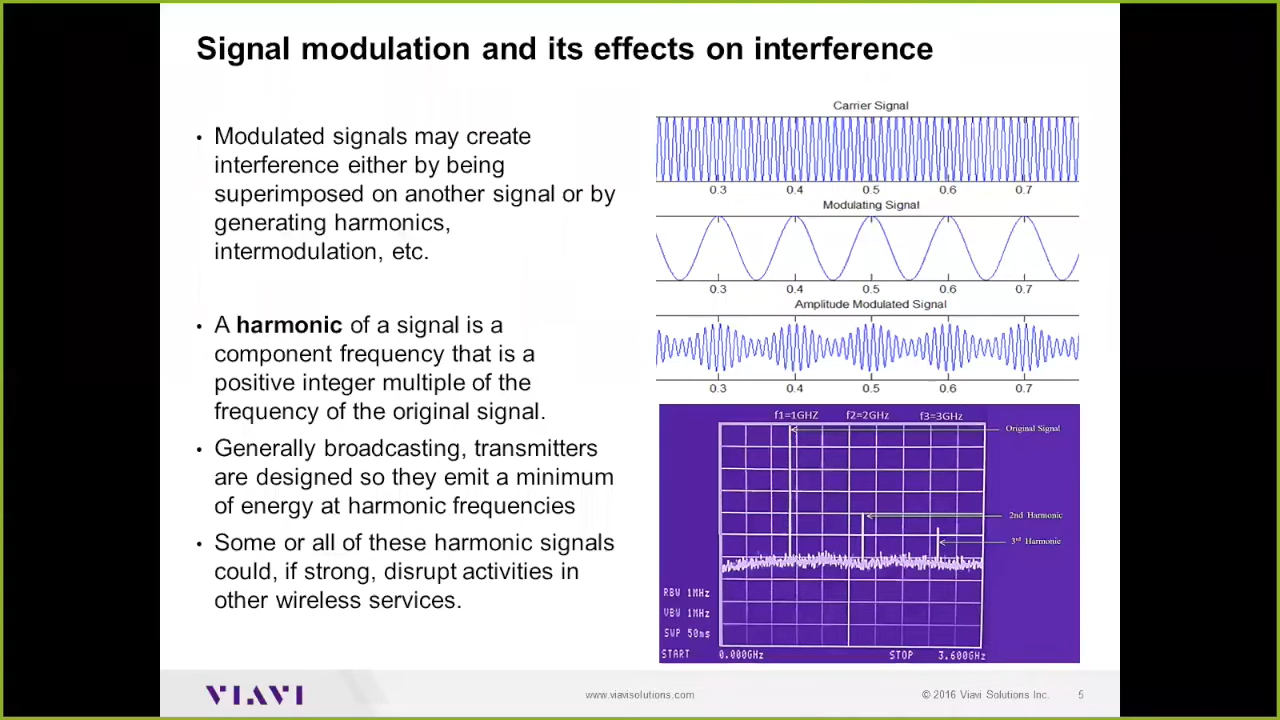 Signal modulation and its effects on interference
• Modulated signals may create
interference either by being
superimposed on another signal or by
generating harmonics,
intermodulation, etc.
• A harmonic of a signal is a
component frequency that is a
positive integer multiple of the
frequency of the original signal.
• Generally broadcasting, transmitters
are designed so they emit a minimum
of energy at harmonic frequencies
• Some or all of these harmonic signals
could, if strong, disrupt activities in
other wireless services.
Carrier Signal
0.3 0.4 0.5 0.6 0.7
Modulating Signal
0.3 0.4 0.5 0.6 0.7
Amplitude Modulated Signal
0.3 0.4 0.5 0.6 0.7
f1=1GHZ f2=2GHz f3=3GHz
Original Signal
2nd Harmonic
3rd Harmonic
RBW 1MHz
VBW 1MHz
SWP 50ms
START 0.000GHz STOP 3.600GHz
VIAVI www.viavisolutions.com © 2016 Viavi Solutions Inc. 5